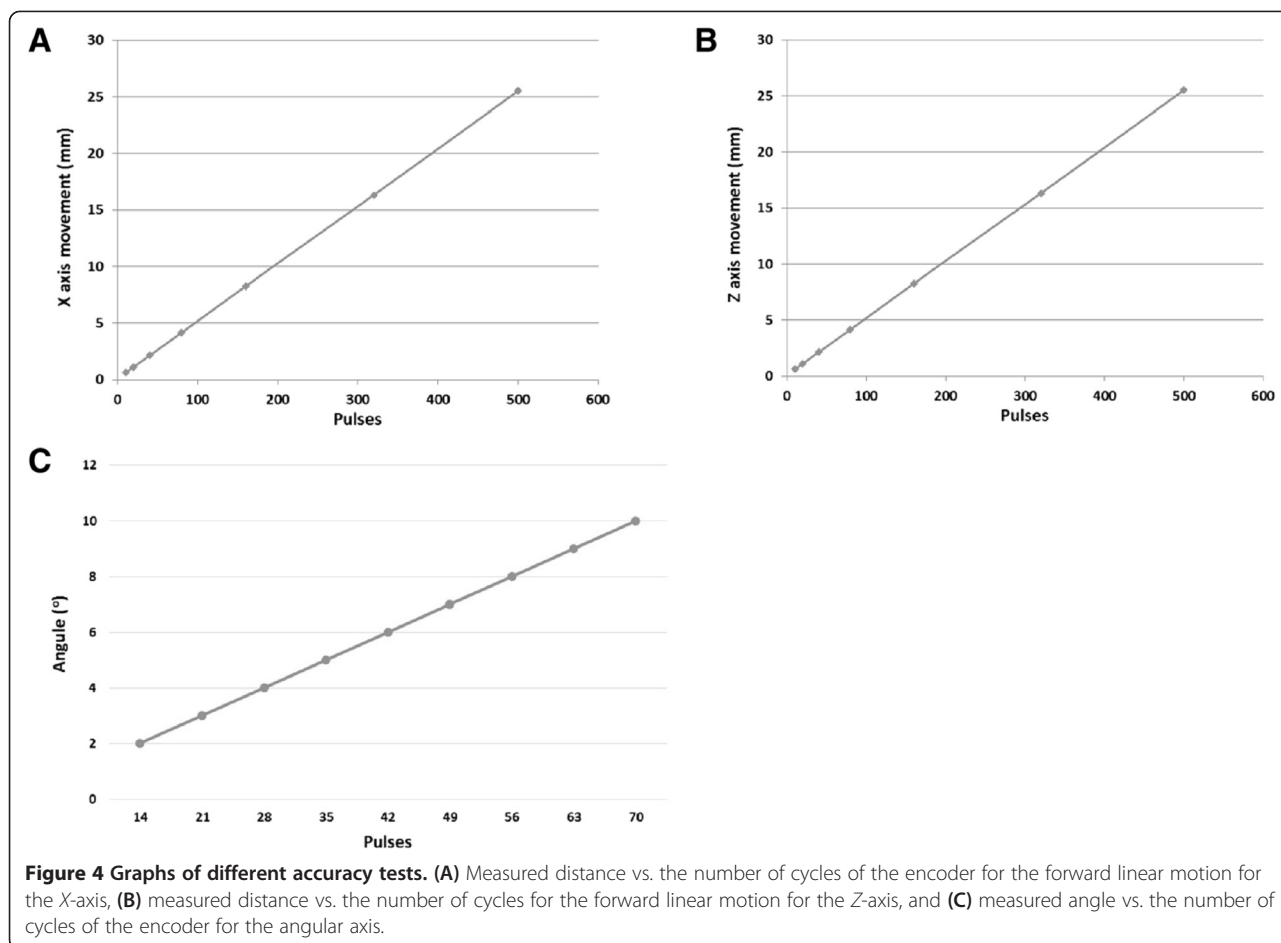 A
30
25
20
15
10
5
0
X axis movement (mm)
0 100 200 300 400 500 600
Pulses
B
30
25
20
15
10
5
0
Z axis movement (mm)
0 100 200 300 400 500 600
Pulses
C
12
10
8
6
4
2
0
Angule (°)
14 21 28 35 42 49 56 63 70
Pulses
Figure 4 Graphs of different accuracy tests. (A) Measured distance vs. the number of cycles of the encoder for the forward linear motion for
the X-axis, (B) measured distance vs. the number of cycles for the forward linear motion for the Z-axis, and (C) measured angle vs. the number of
cycles of the encoder for the angular axis.